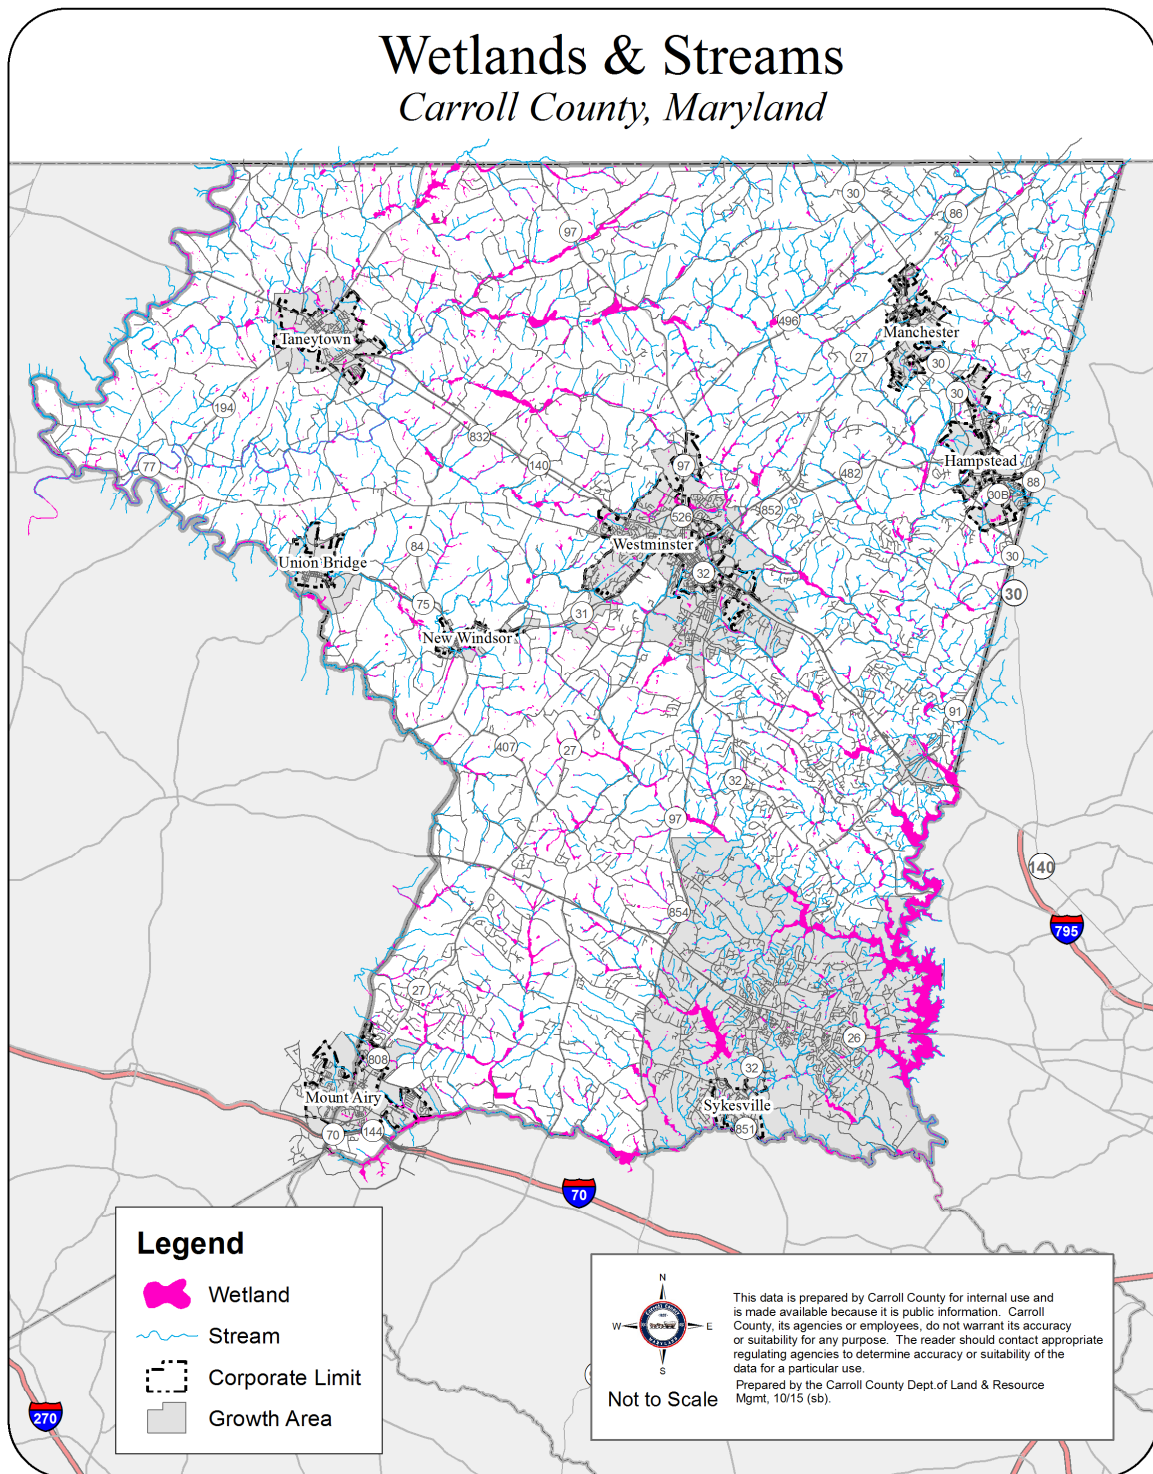 Wetlands & Streams
Carroll County, Maryland
30
86
97
Taneytown
496
Manchester
27
30
30
194
832
97
Hampstead
77
140
482
88
30B
852
526
Westminster
84
30
Union Bridge
32
30
75
31
New Windsor
91
407
27
32
97
140
854
795
27
26
808
32
Mount Airy
Sykesville
851
70
144
70
Legend
Wetland
Stream
Corporate Limit
Growth Area
270
N
W
E
S
Not to Scale
This data is prepared by Carroll County for internal use and
is made available because it is public information. Carroll
County, its agencies or employees, do not warrant its accuracy
or suitability for any purpose. The reader should contact appropriate
regulating agencies to determine accuracy or suitability of the
data for a particular use.
Prepared by the Carroll County Dept.of Land & Resource
Mgmt, 10/15 (sb).